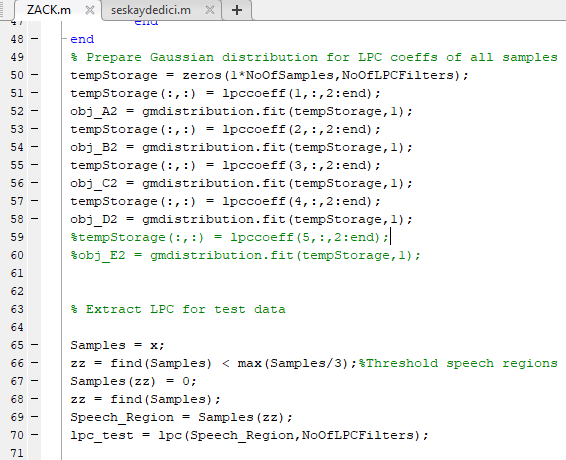 ZACK.m × seskaydedici.m × +
47 end
48 – end
49 % Prepare Gaussian distribution for LPC coeffs of all samples
50 – tempStorage = zeros(1*NoOfSamples,NoOfLPCFilters);
51 – tempStorage(:,:) = lpccoeff(1,:,2:end);
52 – obj_A2 = gmdistribution.fit(tempStorage,1);
53 – tempStorage(:,:) = lpccoeff(2,:,2:end);
54 – obj_B2 = gmdistribution.fit(tempStorage,1);
55 – tempStorage(:,:) = lpccoeff(3,:,2:end);
56 – obj_C2 = gmdistribution.fit(tempStorage,1);
57 – tempStorage(:,:) = lpccoeff(4,:,2:end);
58 – obj_D2 = gmdistribution.fit(tempStorage,1);
59 %tempStorage(:,:) = lpccoeff(5,:,2:end);
60 %obj_E2 = gmdistribution.fit(tempStorage,1);
61
62
63 % Extract LPC for test data
64
65 – Samples = x;
66 – zz = find(Samples) < max(Samples/3);%Threshold speech regions
67 – Samples(zz) = 0;
68 – zz = find(Samples);
69 – Speech_Region = Samples(zz);
70 – lpc_test = lpc(Speech_Region,NoOfLPCFilters);
71